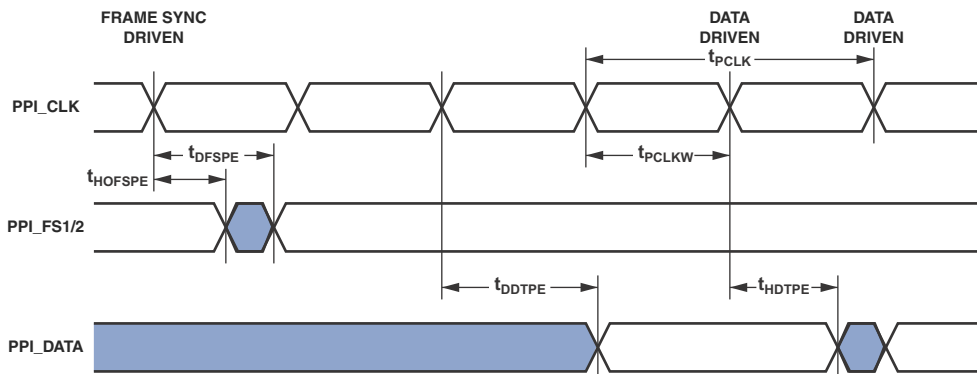 FRAME SYNC
DRIVEN
DATA
DRIVEN
DATA
DRIVEN
tPCLK
PPI_CLK
tDFSPE
tPCLKW
tHOFSPE
PPI_FS1/2
tDDTPE
tHDTPE
PPI_DATA